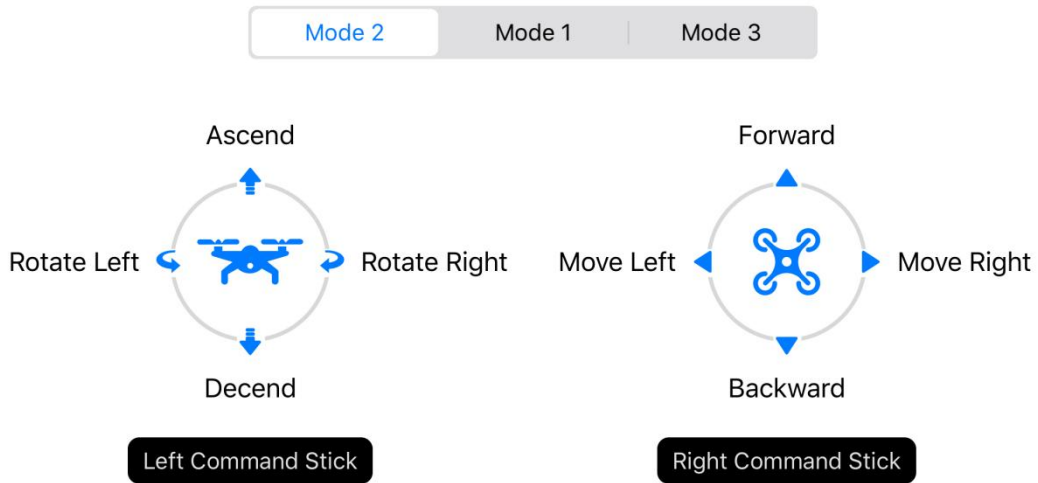 Mode 2 Mode 1 Mode 3
Ascend Forward
Rotate Left Rotate Right Move Left Move Right
Decend Backward
Left Command Stick Right Command Stick